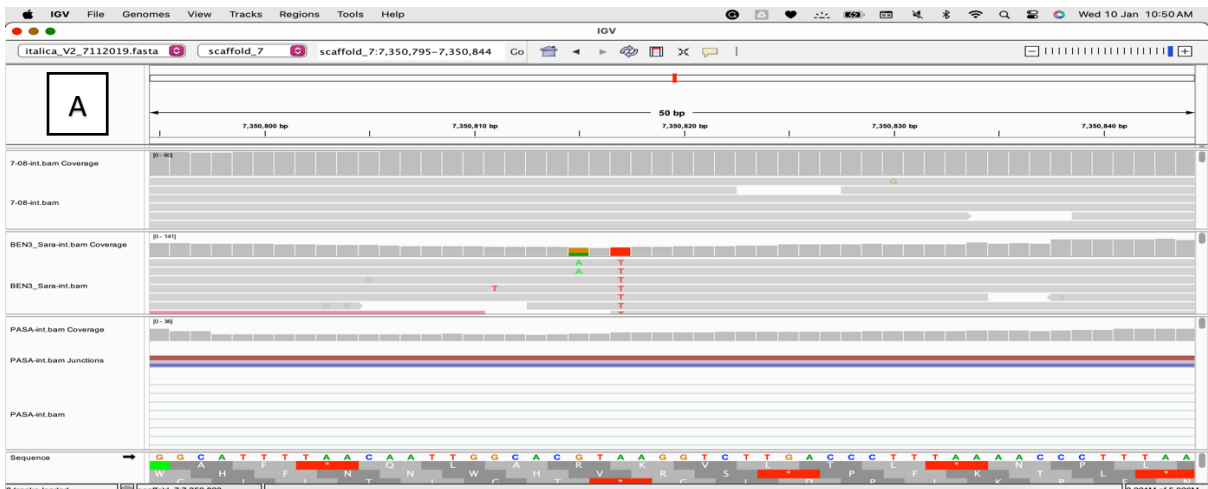 IGV File Genomes View Tracks Regions Tools Help Wed 10 Jan 10:50 AM
IGV
italica_V2_7112019.fasta scaffold_7 scaffold_7:7,350,795-7,350,844 Go
A
50 bp
7,350,800 bp 7,350,810 bp 7,350,820 bp 7,350,830 bp 7,350,840 bp
7-08-int.bam Coverage [0 - 60]
G
7-08-int.bam
BEN3_Sara-int.bam Coverage [0 - 141]
A T
A T
N T
BEN3_Sara-int.bam T T N
N N T
PASA-int.bam Coverage [0 - 36]
PASA-int.bam Junctions
PASA-int.bam
Sequence G G C A T T T T A A C A A T T G G C A C G T A A G G T C T T G A C C C T T T A A A C C C T T T A A
A F * Q L A R K V L T L * N P L
W H F N N W H V R S * P F K T L *